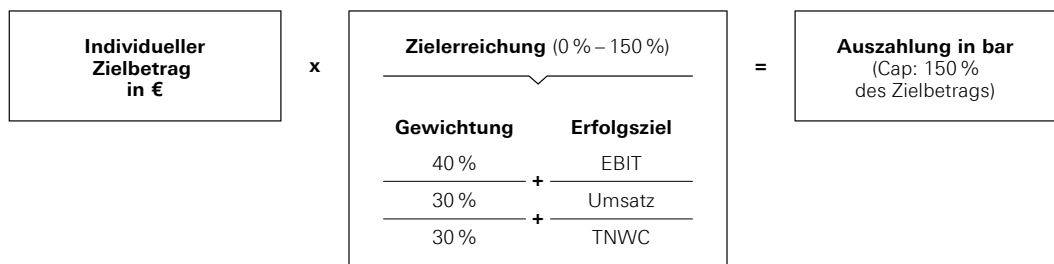 Individueller
Zielbetrag
in €
x
Zielerreichung (0 % – 150 %)
Gewichtung Erfolgsziel
40 % EBIT
+
30 % Umsatz
+
30 % TNWC
=
Auszahlung in bar
(Cap: 150 %
des Zielbetrags)